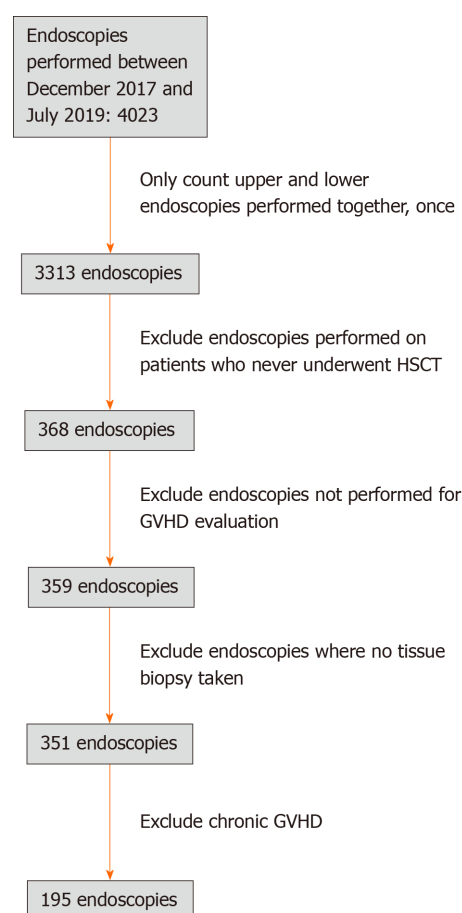 Endoscopies
performed between
December 2017 and
July 2019: 4023
Only count upper and lower
endoscopies performed together, once
3313 endoscopies
Exclude endoscopies performed on
patients who never underwent HSCT
368 endoscopies
Exclude endoscopies not performed for
GVHD evaluation
359 endoscopies
Exclude endoscopies where no tissue
biopsy taken
351 endoscopies
Exclude chronic GVHD
195 endoscopies